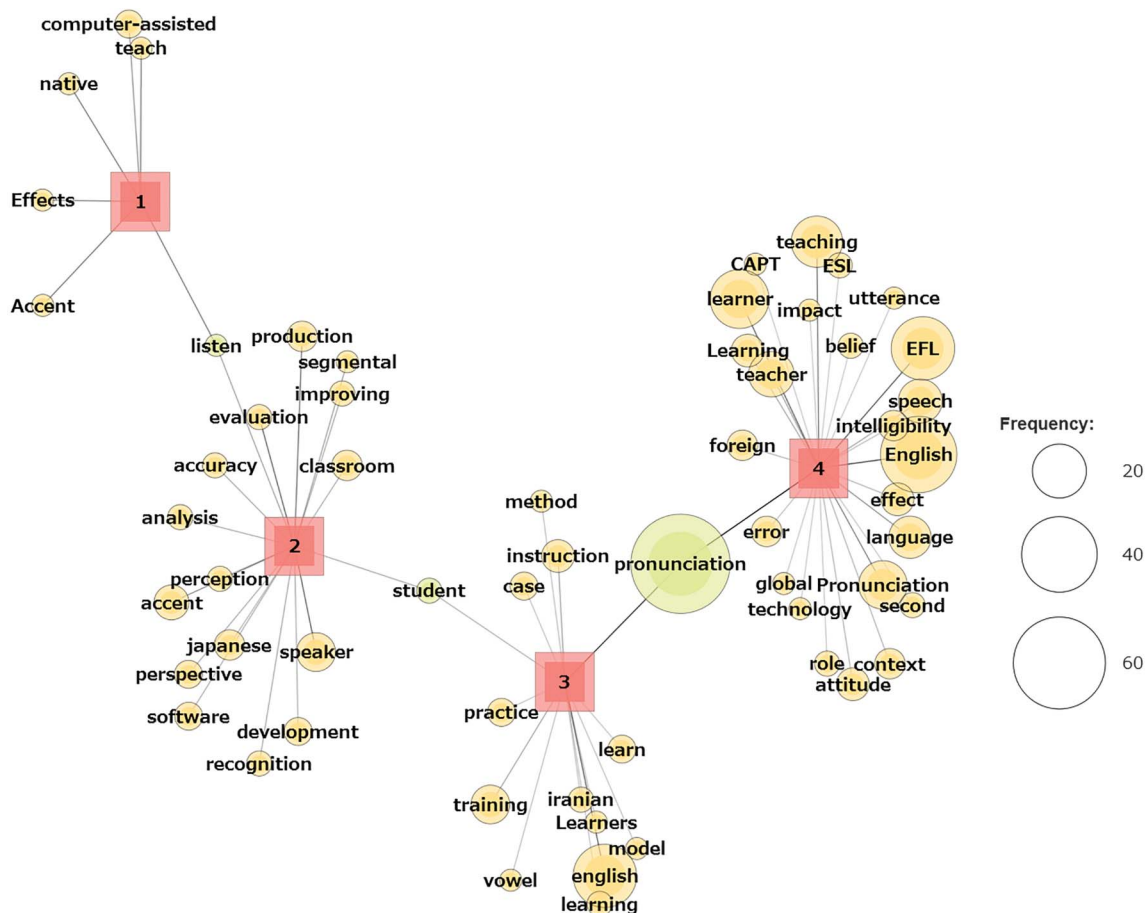 computer-assisted
teach
native
1
Effects
Accent
listen
production
segmental
improving
evaluation
accuracy
classroom
analysis
2
perception
accent
student
japanese
speaker
perspective
software
development
recognition
method
instruction
case
pronunciation
3
practice
learn
training
iranian
Learners
model
vowel
english
learning
teaching
CAPT
ESL
learner
impact
utterance
Learning
belief
EFL
teacher
speech
intelligibility
foreign
4
English
effect
error
language
global
Pronunciation
technology
second
role
context
attitude
Frequency:
20
40
60